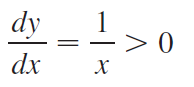 dy/dx = 1/x > 0